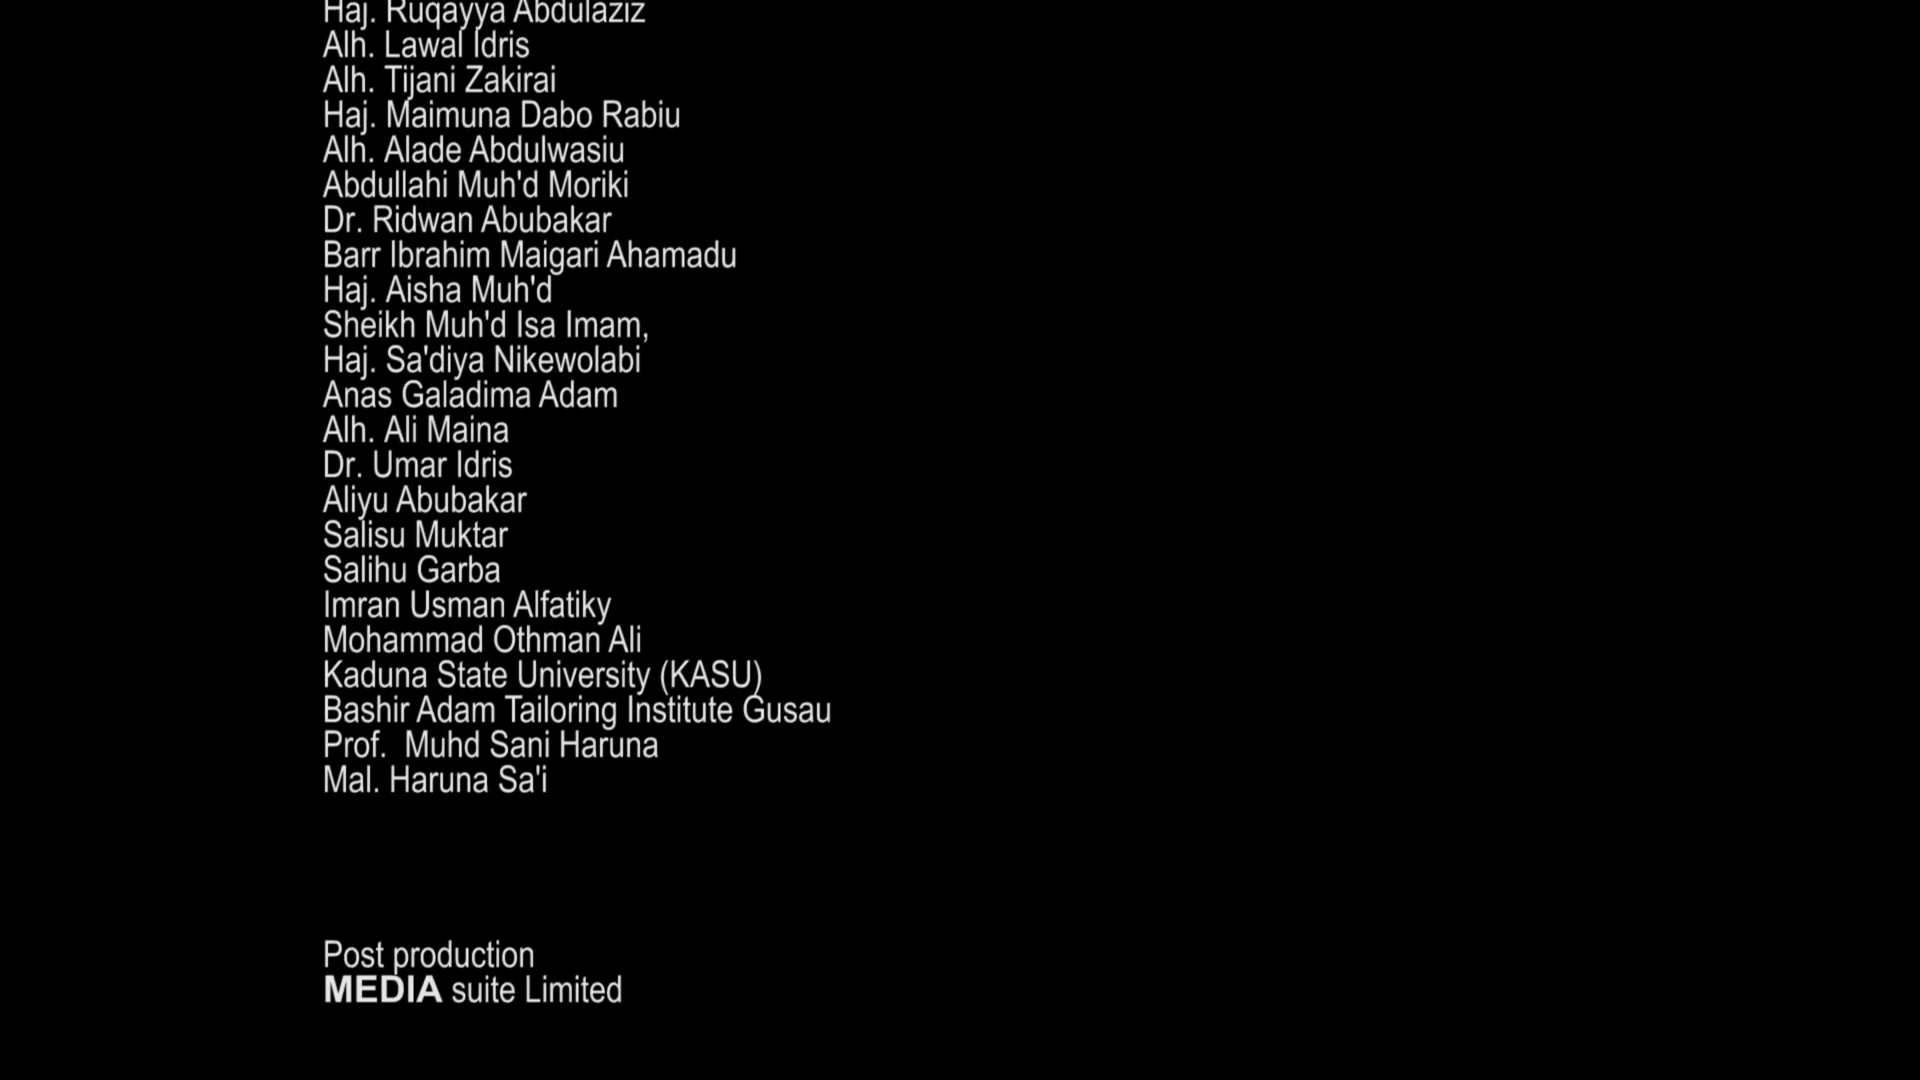 Haj. Ruqayya Abdulaziz
Alh. Lawal Idris
Alh. Tijani Zakirai
Haj. Maimuna Dabo Rabiu
Alh. Alade Abdulwasiu
Abdullahi Muh'd Moriki
Dr. Ridwan Abubakar
Barr Ibrahim Maigari Ahamadu
Haj. Aisha Muh'd
Sheikh Muh'd Isa Imam,
Haj. Sa'diya Nikewolabi
Anas Galadima Adam
Alh. Ali Maina
Dr. Umar Idris
Aliyu Abubakar
Salisu Muktar
Salihu Garba
Imran Usman Alfatiky
Mohammad Othman Ali
Kaduna State University (KASU)
Bashir Adam Tailoring Institute Gusau
Prof.  Muhd Sani Haruna
Mal. Haruna Sa'i
Post production
MEDIA suite Limited